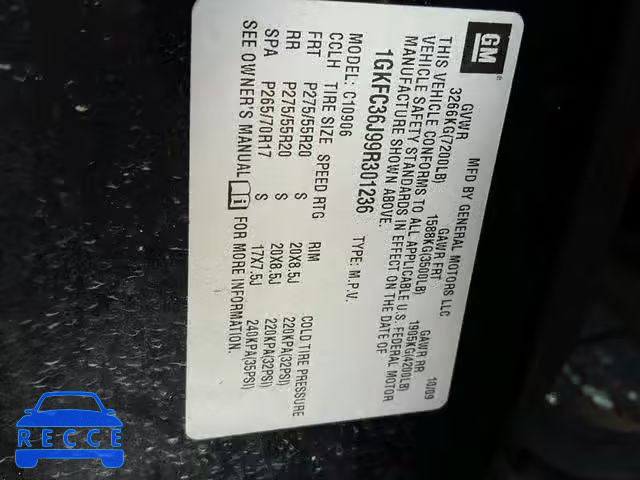 GM
MFD BY GENERAL MOTORS LLC 10/09
GVWR GAWR FRT GAWR RR
3266KG(7200LB) 1588KG(3500LB) 1905KG(4200LB)
THIS VEHICLE CONFORMS TO ALL APPLICABLE U.S. FEDERAL MOTOR
VEHICLE SAFETY STANDARDS IN EFFECT ON THE DATE OF
MANUFACTURE SHOWN ABOVE.
1GKFC36J99R301236 TYPE: M.P.V.
MODEL: C10906
CCLH TIRE SIZE SPEED RTG RIM COLD TIRE PRESSURE
FRT P275/55R20 S 20X8.5J 220KPA(32PSI)
RR P275/55R20 S 20X8.5J 220KPA(32PSI)
SPA P265/70R17 S 17X7.5J 240KPA(35PSI)
SEE OWNER'S MANUAL i FOR MORE INFORMATION.
RECCE